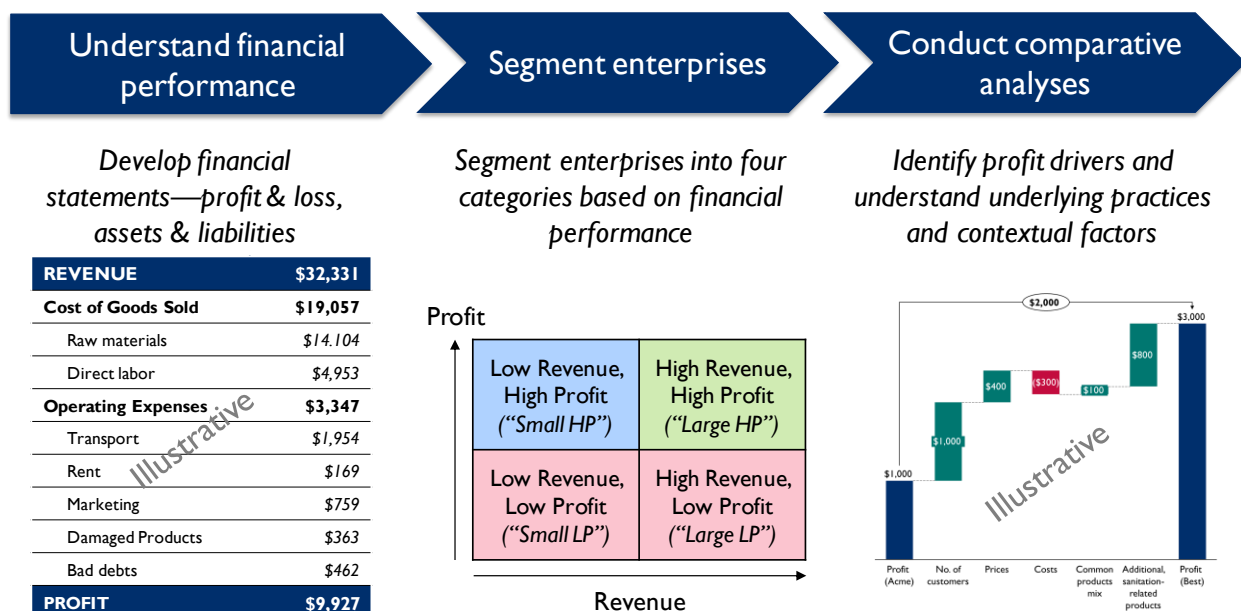 Understand financial
performance
Segment enterprises
Conduct comparative
analyses
Develop financial
statements—profit & loss,
assets & liabilities
REVENUE $32,331
Cost of Goods Sold $19,057
Raw materials $14.104
Direct labor $4,953
Operating Expenses $3,347
Transport $1,954
Rent $169
Marketing $759
Damaged Products $363
Bad debts $462
PROFIT $9,927
Illustrative
Segment enterprises into four
categories based on financial
performance
Profit
Low Revenue,
High Profit
(“Small HP”)
High Revenue,
High Profit
(“Large HP”)
Low Revenue,
Low Profit
(“Small LP”)
High Revenue,
Low Profit
(“Large LP”)
Revenue
Identify profit drivers and
understand underlying practices
and contextual factors
$2,000
$1,000
$1,000
$400
($300)
$100
$800
$3,000
Illustrative
Profit
(Acme)
No. of
customers
Prices
Costs
Common
products
mix
Additional,
sanitation-
related
products
Profit
(Best)